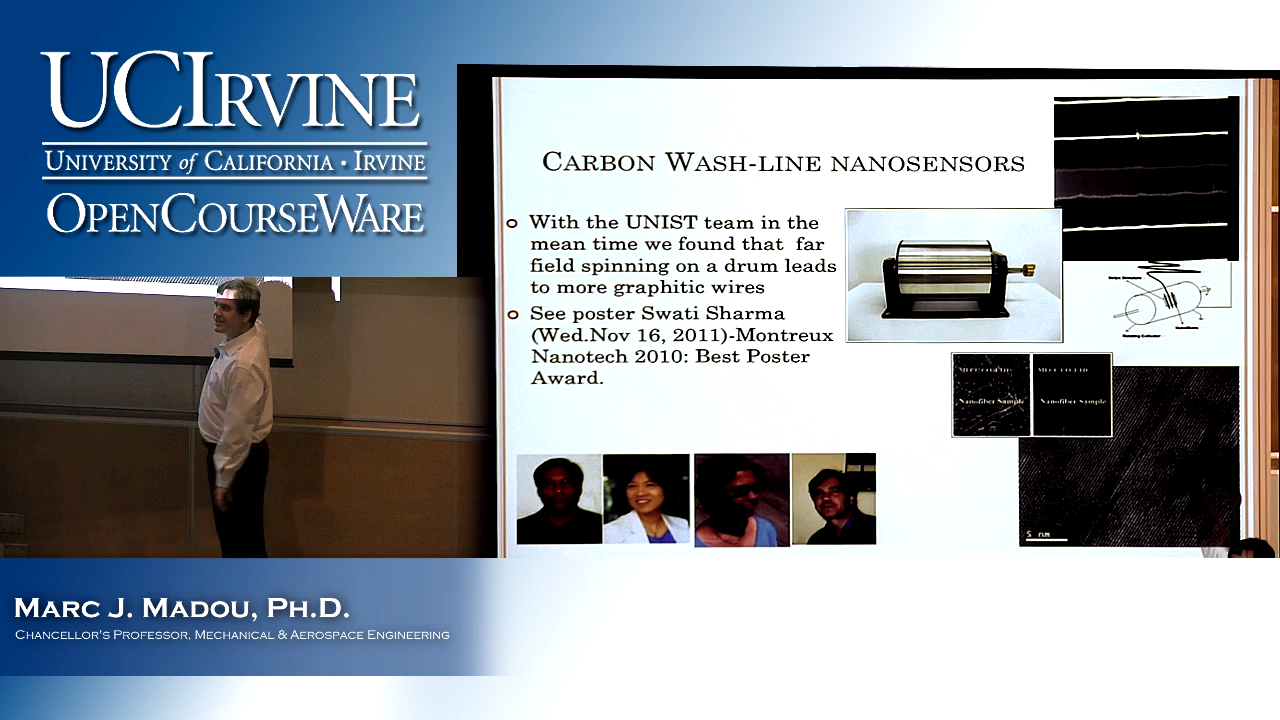 UCIRVINE
UNIVERSITY of CALIFORNIA · IRVINE
OPENCOURSEWARE
CARBON WASH-LINE NANOSENSORS
With the UNIST team in the
mean time we found that far
field spinning on a drum leads
to more graphitic wires
See poster Swati Sharma
(Wed.Nov 16, 2011)-Montreux
Nanotech 2010: Best Poster
Award.
Nanofiber Sample
Nanofiber Sample
5 nm
MARC J. MADOU, PH.D.
CHANCELLOR'S PROFESSOR, MECHANICAL & AEROSPACE ENGINEERING